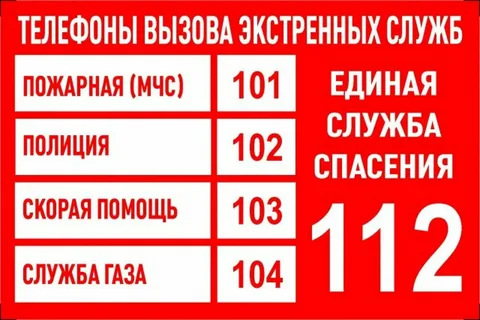 ТЕЛЕФОНЫ ВЫЗОВА ЭКСТРЕННЫХ СЛУЖБ
ПОЖАРНАЯ (МЧС) 101
ПОЛИЦИЯ 102
СКОРАЯ ПОМОЩЬ 103
СЛУЖБА ГАЗА 104
ЕДИНАЯ
СЛУЖБА
СПАСЕНИЯ
112